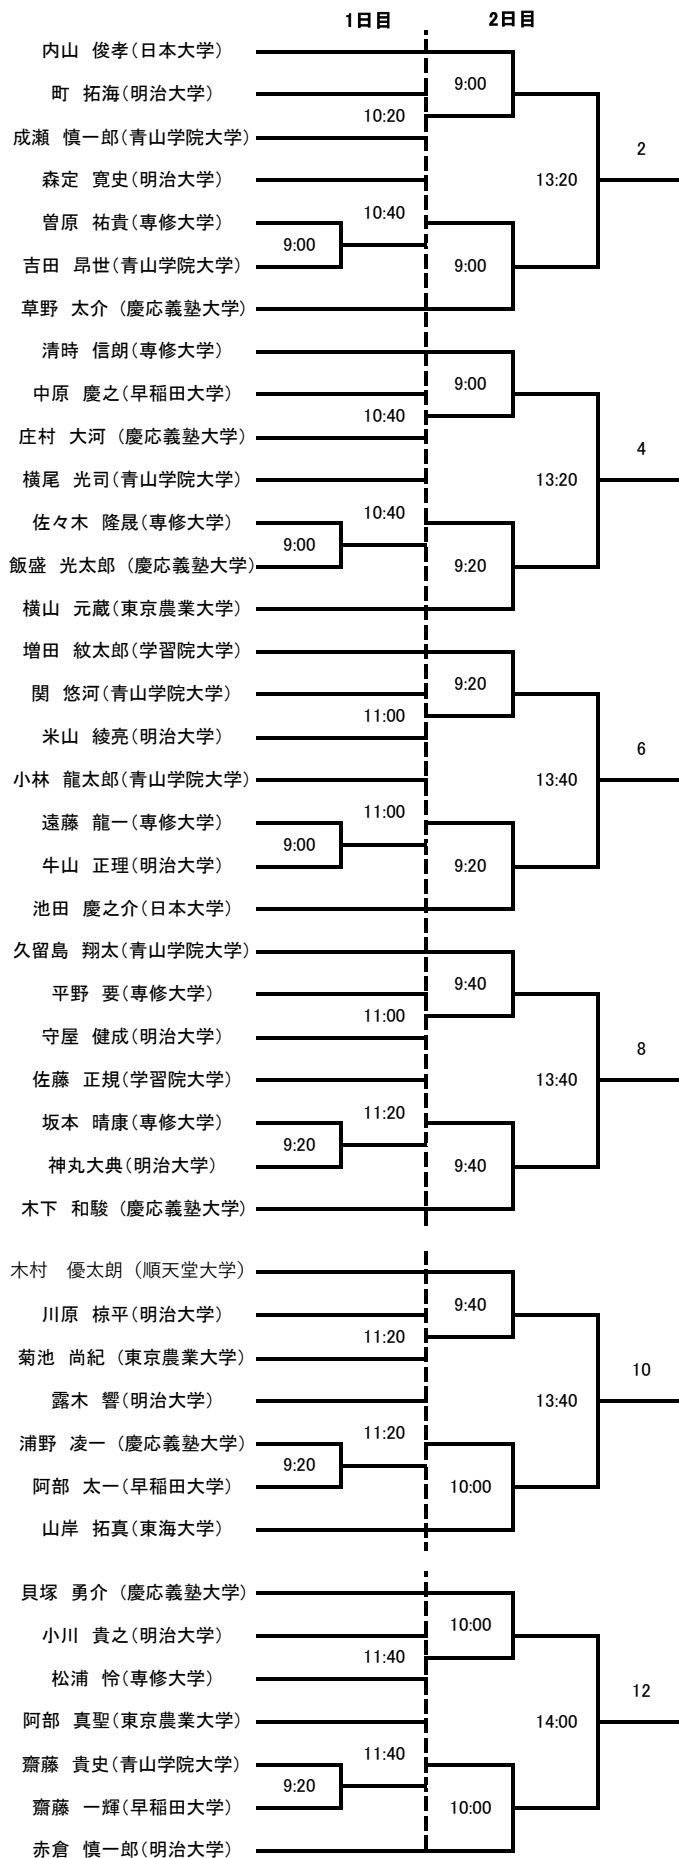 1日目 2日目
内山 俊孝(日本大学)
9:00
町 拓海(明治大学)
10:20
成瀬 慎一郎(青山学院大学)
2
森定 寛史(明治大学)
13:20
曽原 祐貴(専修大学)
10:40
9:00
吉田 昂世(青山学院大学)
9:00
草野 太介 (慶応義塾大学)
清時 信朗(専修大学)
9:00
中原 慶之(早稲田大学)
10:40
庄村 大河 (慶応義塾大学)
4
横尾 光司(青山学院大学)
13:20
佐々木 隆晟(専修大学)
10:40
9:00
飯盛 光太郎 (慶応義塾大学)
9:20
横山 元蔵(東京農業大学)
増田 紋太郎(学習院大学)
9:20
関 悠河(青山学院大学)
11:00
米山 綾亮(明治大学)
6
小林 龍太郎(青山学院大学)
13:40
遠藤 龍一(専修大学)
11:00
9:00
牛山 正理(明治大学)
9:20
池田 慶之介(日本大学)
久留島 翔太(青山学院大学)
9:40
平野 要(専修大学)
11:00
守屋 健成(明治大学)
8
佐藤 正規(学習院大学)
13:40
坂本 晴康(専修大学)
11:20
9:20
神丸大典(明治大学)
9:40
木下 和駿 (慶応義塾大学)
木村 優太朗 (順天堂大学)
9:40
川原 椋平(明治大学)
11:20
菊池 尚紀 (東京農業大学)
10
露木 響(明治大学)
13:40
浦野 凌一 (慶応義塾大学)
11:20
9:20
阿部 太一(早稲田大学)
10:00
山岸 拓真(東海大学)
貝塚 勇介 (慶応義塾大学)
10:00
小川 貴之(明治大学)
11:40
松浦 怜(専修大学)
12
阿部 真聖(東京農業大学)
14:00
齋藤 貴史(青山学院大学)
11:40
9:20
齋藤 一輝(早稲田大学)
10:00
赤倉 慎一郎(明治大学)